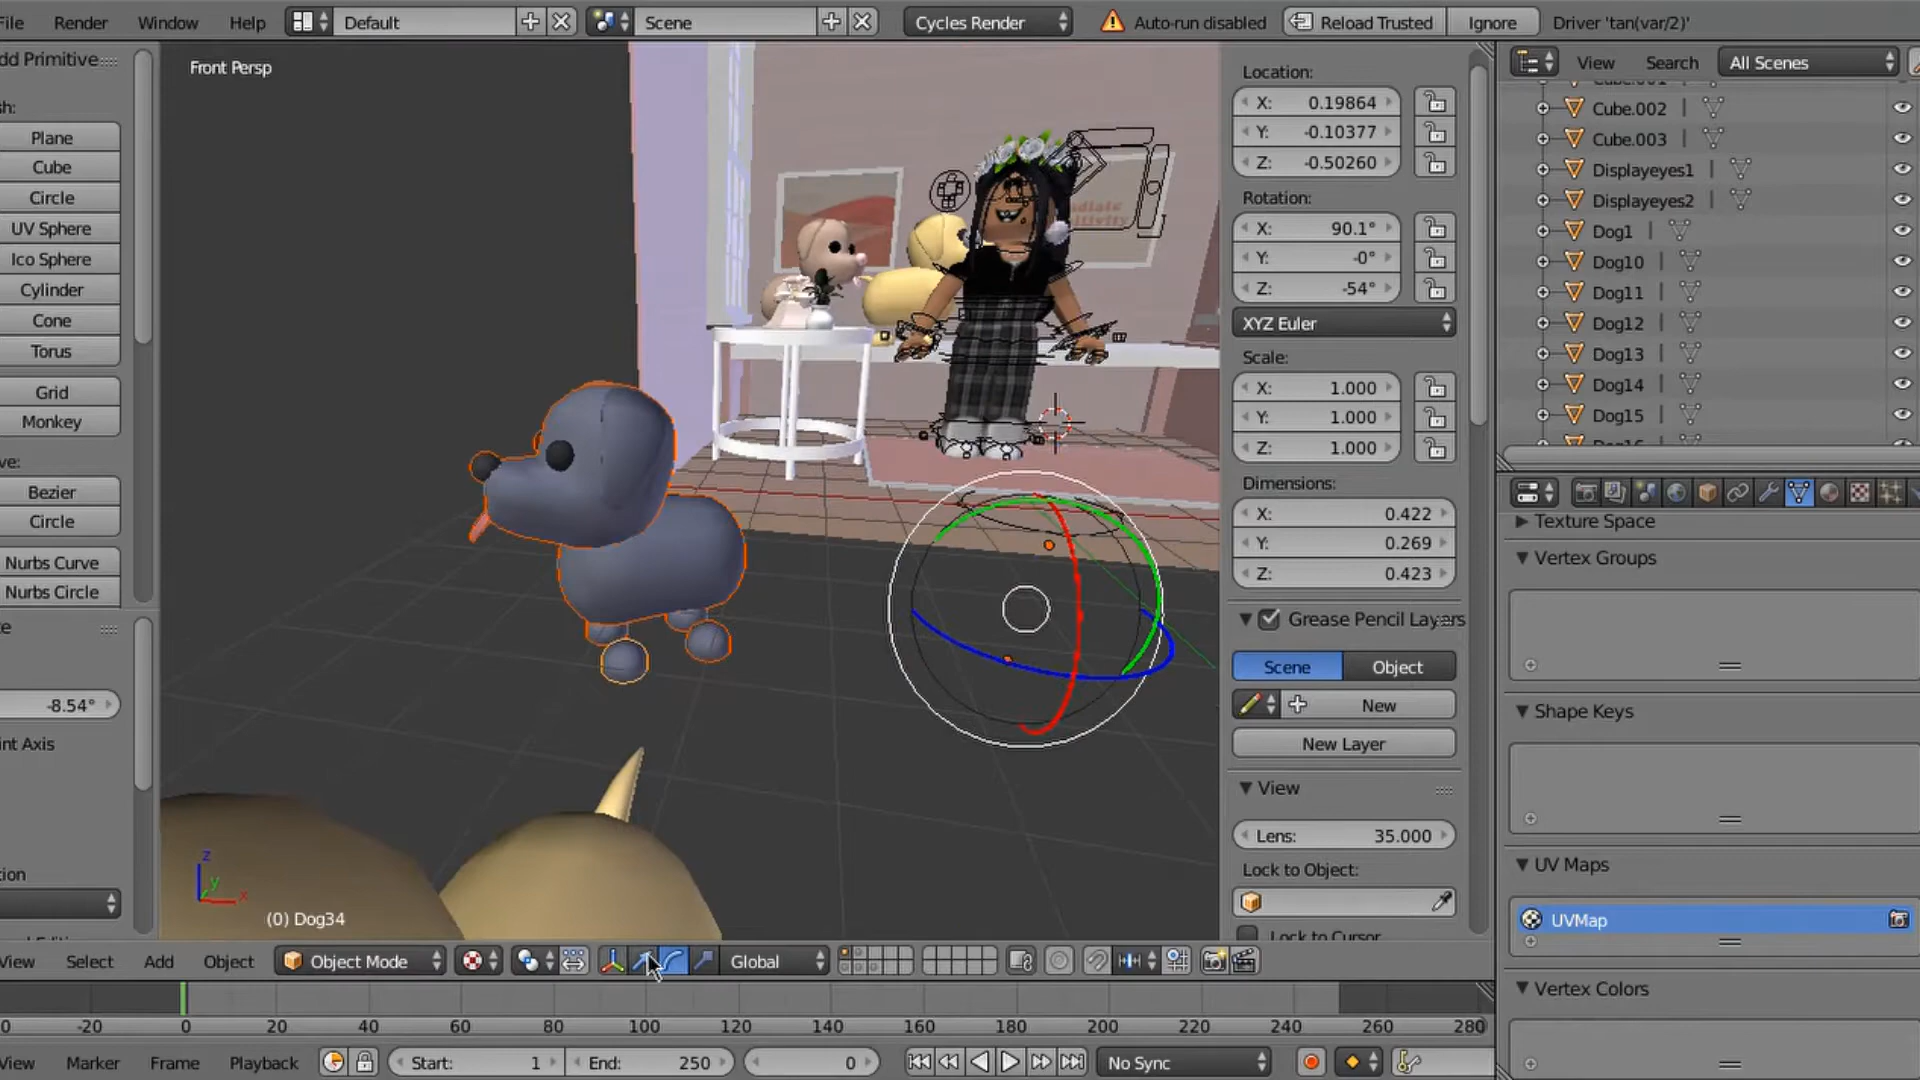 File Render Window Help Default Scene Cycles Render Auto-run disabled Reload Trusted Ignore Driver 'tan(var/2)'
dd Primitive
sh:
Plane
Cube
Circle
UV Sphere
Ico Sphere
Cylinder
Cone
Torus
Grid
Monkey
ve:
Bezier
Circle
Nurbs Curve
Nurbs Circle
te
-8.54°
int Axis
tion
Front Persp
(0) Dog34
z
y
x
Location:
X: 0.19864
Y: -0.10377
Z: -0.50260
Rotation:
X: 90.1°
Y: -0°
Z: -54°
XYZ Euler
Scale:
X: 1.000
Y: 1.000
Z: 1.000
Dimensions:
X: 0.422
Y: 0.269
Z: 0.423
Grease Pencil Layers
Scene Object
New
New Layer
View
Lens: 35.000
Lock to Object:
Lock to Cursor
View Search All Scenes
Cube.001
Cube.002
Cube.003
Displayeyes1
Displayeyes2
Dog1
Dog10
Dog11
Dog12
Dog13
Dog14
Dog15
Dog16
Texture Space
Vertex Groups
Shape Keys
UV Maps
UVMap
Vertex Colors
View Select Add Object Object Mode Global
-20 0 20 40 60 80 100 120 140 160 180 200 220 240 260 280
View Marker Frame Playback Start: 1 End: 250 0 No Sync